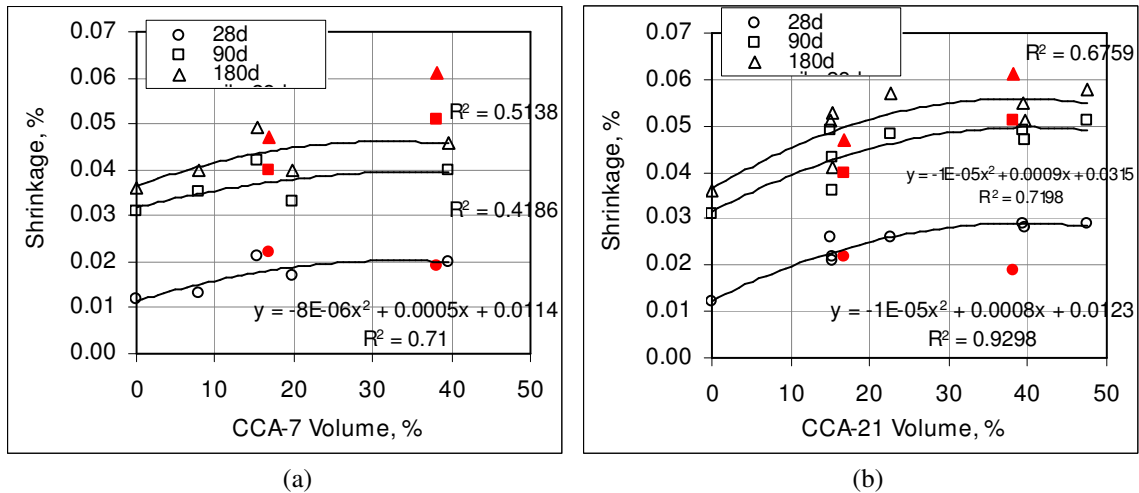 0.07
0.06
0.05
0.04
0.03
0.02
0.01
0.00
Shrinkage, %
28d
90d
180d
R² = 0.5138
R² = 0.4186
y = -8E-06x² + 0.0005x + 0.0114
R² = 0.71
0 10 20 30 40 50
CCA-7 Volume, %
(a)
0.07
0.06
0.05
0.04
0.03
0.02
0.01
0.00
Shrinkage, %
28d
90d
180d
R² = 0.6759
y = -1E-05x² + 0.0009x + 0.0315
R² = 0.7198
y = -1E-05x² + 0.0008x + 0.0123
R² = 0.9298
0 10 20 30 40 50
CCA-21 Volume, %
(b)